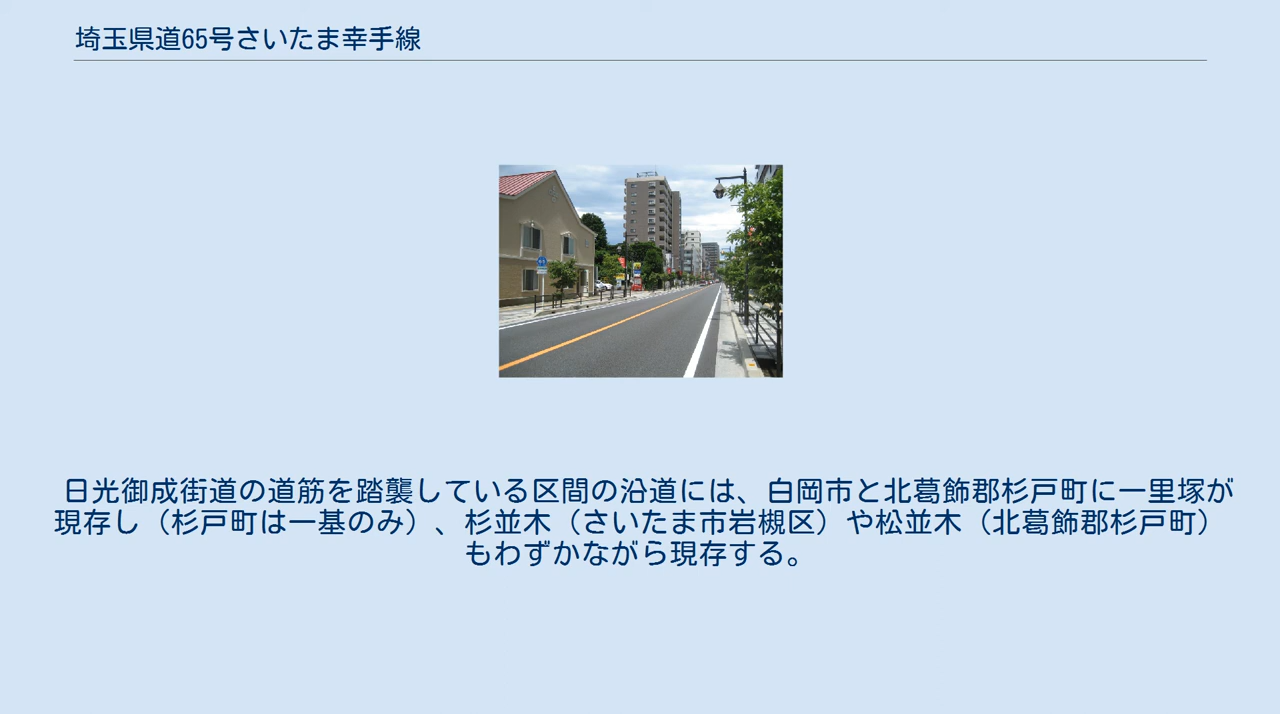 埼玉県道65号さいたま幸手線
日光御成街道の道筋を踏襲している区間の沿道には、白岡市と北葛飾郡杉戸町に一里塚が
現存し（杉戸町は一基のみ）、杉並木（さいたま市岩槻区）や松並木（北葛飾郡杉戸町）
もわずかながら現存する。